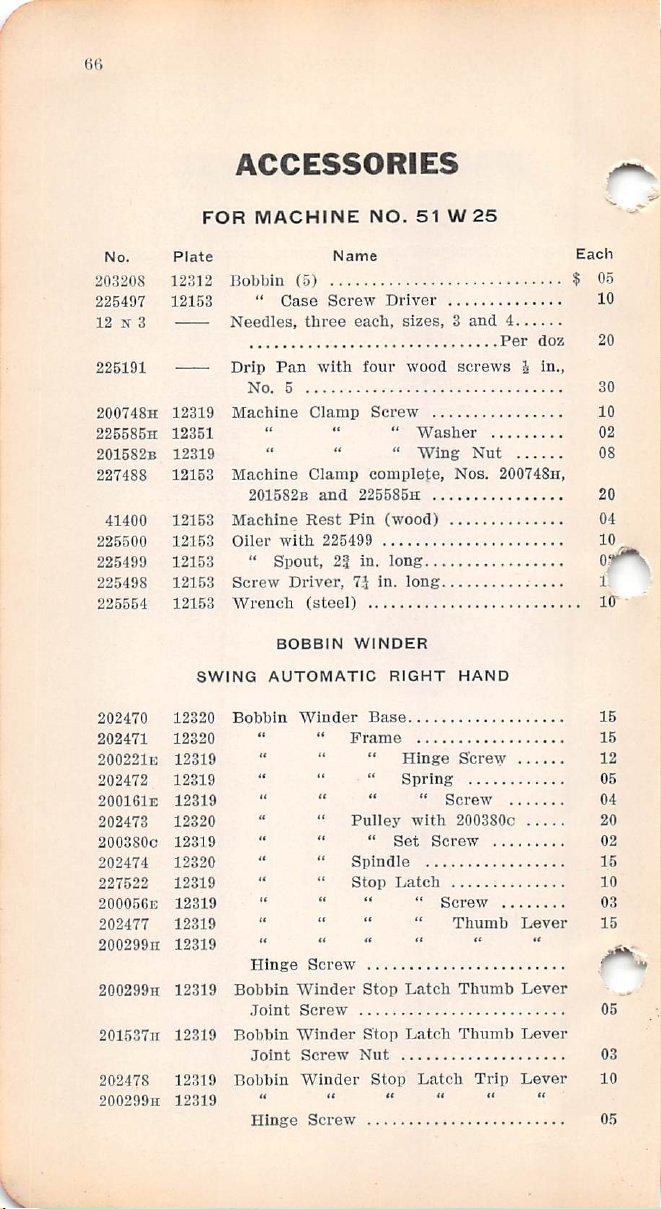 66
ACCESSORIES
FOR MACHINE NO. 51 W 25
No. Plate Name Each
203208 12312 Bobbin (5) ............................ $ 05
225497 12153 “ Case Screw Driver .............. 10
12 N 3 —— Needles, three each, sizes, 3 and 4......
..............................Per doz 20
225191 —— Drip Pan with four wood screws ½ in.,
No. 5 ............................... 30
200748H 12319 Machine Clamp Screw ................ 10
225585H 12351 “ “ “ Washer ......... 02
201582B 12319 “ “ “ Wing Nut ...... 08
227488 12153 Machine Clamp complete, Nos. 200748H,
201582B and 225585H ................ 20
41400 12153 Machine Rest Pin (wood) .............. 04
225500 12153 Oiler with 225499 ...................... 10
225499 12153 “ Spout, 2¾ in. long.................
225498 12153 Screw Driver, 7¼ in. long...............
225554 12153 Wrench (steel) .......................... 10
BOBBIN WINDER
SWING AUTOMATIC RIGHT HAND
202470 12320 Bobbin Winder Base................... 15
202471 12320 “ “ Frame .................. 15
200221E 12319 “ “ “ Hinge Screw ...... 12
202472 12319 “ “ “ Spring ............ 05
200161E 12319 “ “ “ “ Screw ....... 04
202473 12320 “ “ Pulley with 200380C ..... 20
200380C 12319 “ “ “ Set Screw ......... 02
202474 12320 “ “ Spindle ................. 15
227522 12319 “ “ Stop Latch .............. 10
200056E 12319 “ “ “ “ Screw ........ 03
202477 12319 “ “ “ “ Thumb Lever 15
200299H 12319 “ “ “ “ “ “
Hinge Screw ........................
200299H 12319 Bobbin Winder Stop Latch Thumb Lever
Joint Screw ......................... 05
201537H 12319 Bobbin Winder Stop Latch Thumb Lever
Joint Screw Nut .................... 03
202478 12319 Bobbin Winder Stop Latch Trip Lever 10
200299H 12319 “ “ “ “ “ “
Hinge Screw ........................ 05